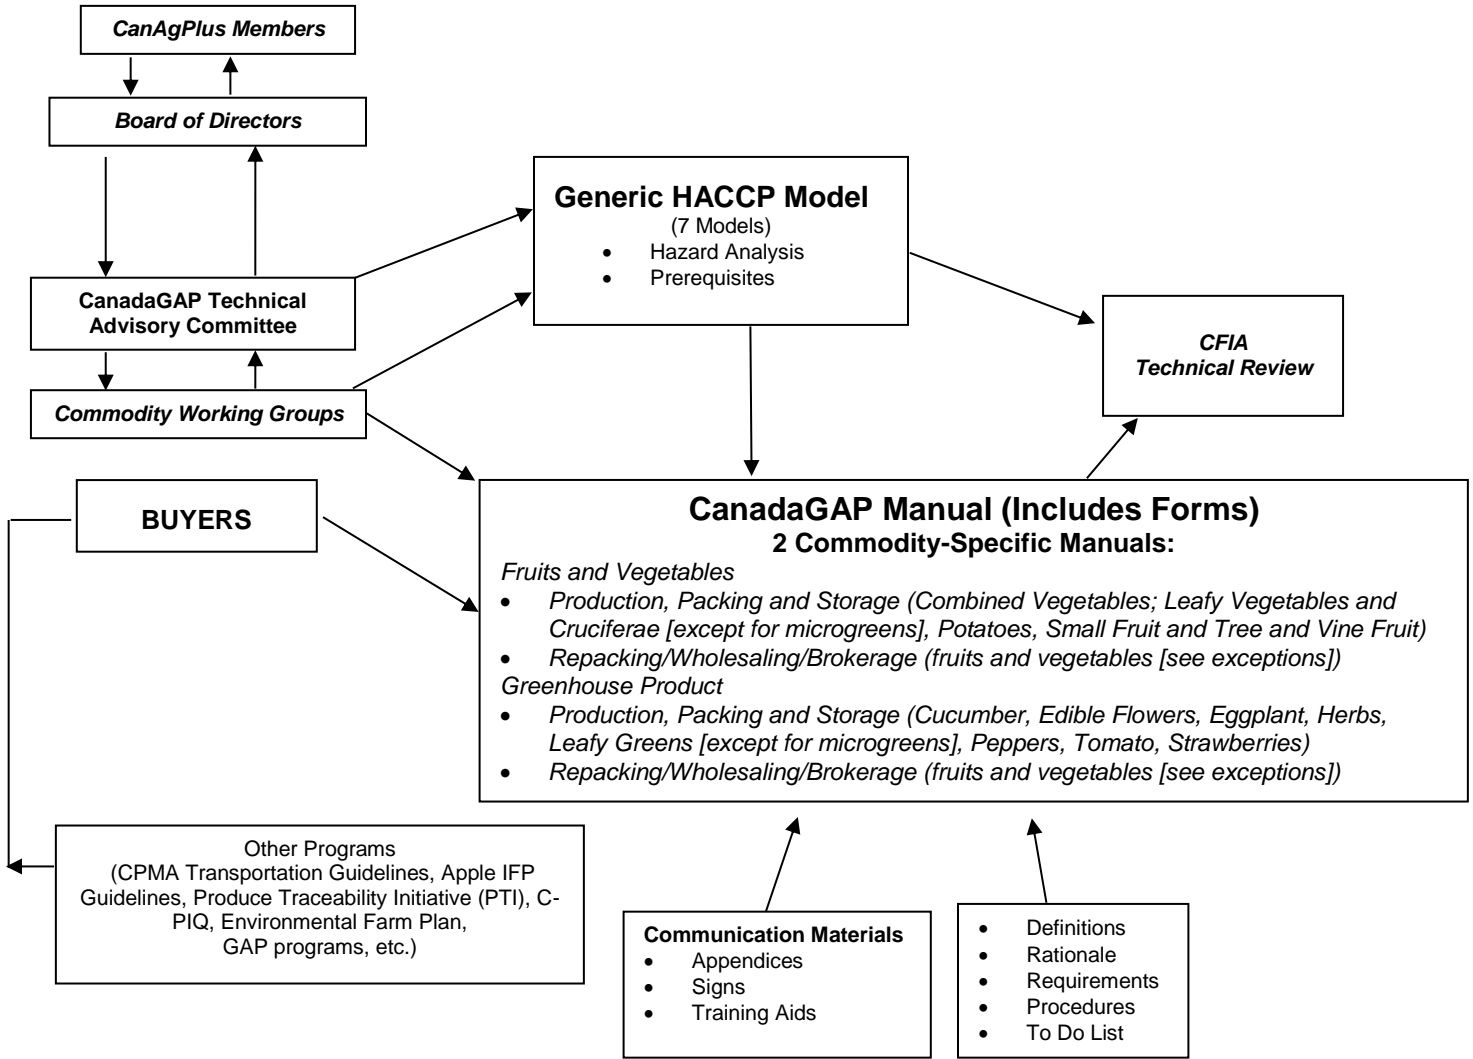 CanAgPlus Members
Board of Directors
Generic HACCP Model
(7 Models)
• Hazard Analysis
• Prerequisites
CanadaGAP Technical
Advisory Committee
CFIA
Technical Review
Commodity Working Groups
BUYERS
CanadaGAP Manual (Includes Forms)
2 Commodity-Specific Manuals:
Fruits and Vegetables
• Production, Packing and Storage (Combined Vegetables; Leafy Vegetables and
Cruciferae [except for microgreens], Potatoes, Small Fruit and Tree and Vine Fruit)
• Repacking/Wholesaling/Brokerage (fruits and vegetables [see exceptions])
Greenhouse Product
• Production, Packing and Storage (Cucumber, Edible Flowers, Eggplant, Herbs,
Leafy Greens [except for microgreens], Peppers, Tomato, Strawberries)
• Repacking/Wholesaling/Brokerage (fruits and vegetables [see exceptions])
Other Programs
(CPMA Transportation Guidelines, Apple IFP
Guidelines, Produce Traceability Initiative (PTI), C-
PIQ, Environmental Farm Plan,
GAP programs, etc.)
Communication Materials
• Appendices
• Signs
• Training Aids
• Definitions
• Rationale
• Requirements
• Procedures
• To Do List